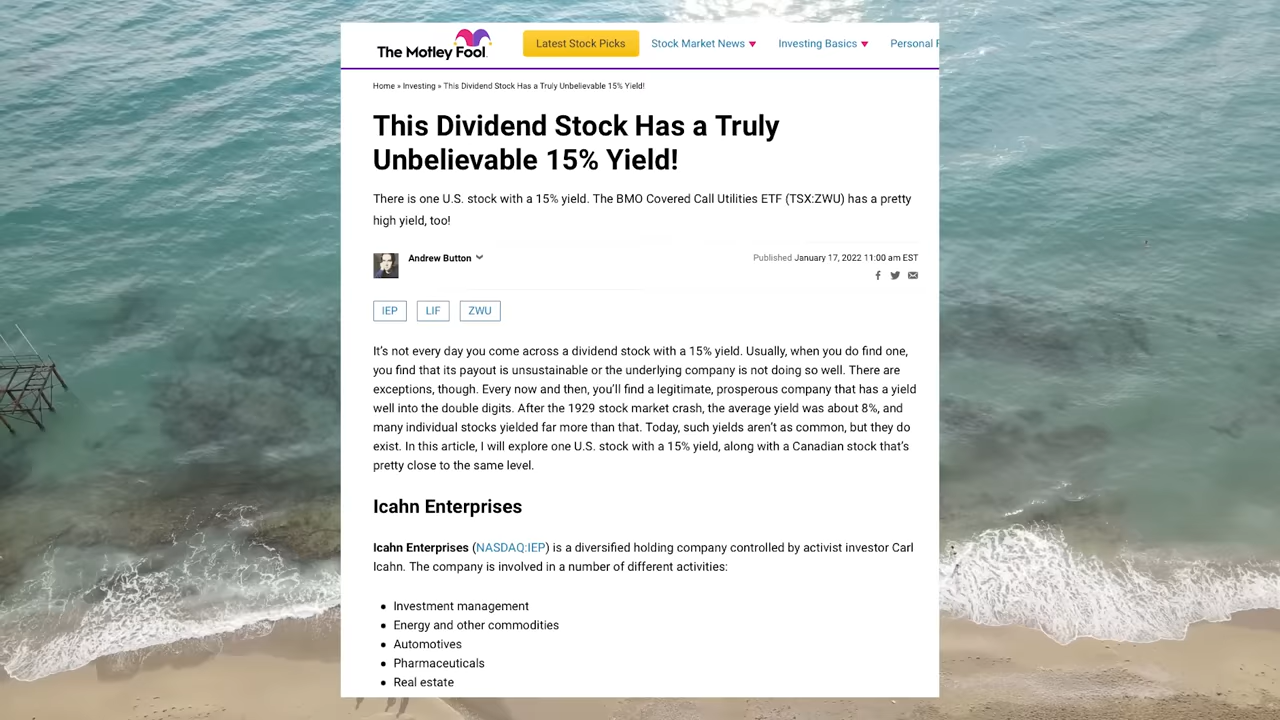 The Motley Fool.
Latest Stock Picks
Stock Market News
Investing Basics
Personal F
Home » Investing » This Dividend Stock Has a Truly Unbelievable 15% Yield!
This Dividend Stock Has a Truly
Unbelievable 15% Yield!
There is one U.S. stock with a 15% yield. The BMO Covered Call Utilities ETF (TSX:ZWU) has a pretty
high yield, too!
Andrew Button
Published January 17, 2022 11:00 am EST
IEP
LIF
ZWU
It’s not every day you come across a dividend stock with a 15% yield. Usually, when you do find one,
you find that its payout is unsustainable or the underlying company is not doing so well. There are
exceptions, though. Every now and then, you’ll find a legitimate, prosperous company that has a yield
well into the double digits. After the 1929 stock market crash, the average yield was about 8%, and
many individual stocks yielded far more than that. Today, such yields aren’t as common, but they do
exist. In this article, I will explore one U.S. stock with a 15% yield, along with a Canadian stock that’s
pretty close to the same level.
Icahn Enterprises
Icahn Enterprises (NASDAQ:IEP) is a diversified holding company controlled by activist investor Carl
Icahn. The company is involved in a number of different activities:
Investment management
Energy and other commodities
Automotives
Pharmaceuticals
Real estate